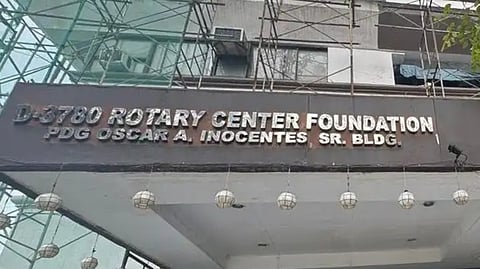 D-3780 ROTARY CENTER FOUNDATION
PDG OSCAR A. INOCENTES, SR. BLDG.